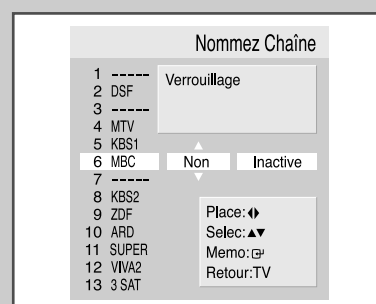 Nommez Chaîne
1 -----
2 DSF
3 -----
4 MTV
5 KBS1
6 MBC
7 -----
8 KBS2
9 ZDF
10 ARD
11 SUPER
12 VIVA2
13 3 SAT
Verrouillage
Non Inactive
Place:
Selec:▲▼
Memo:
Retour:TV